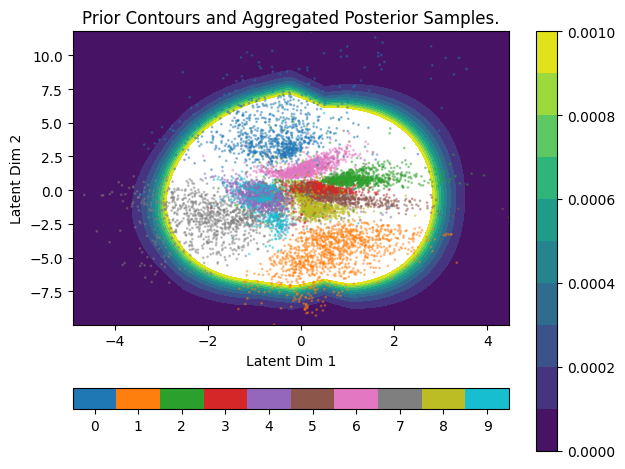 Prior Contours and Aggregated Posterior Samples.
10.0
7.5
5.0
2.5
0.0
−2.5
−5.0
−7.5
Latent Dim 2
−4 −2 0 2 4
Latent Dim 1
0 1 2 3 4 5 6 7 8 9
0.0010
0.0008
0.0006
0.0004
0.0002
0.0000